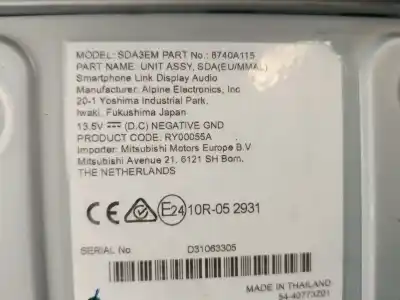 MODEL: SDA3EM PART No.: 8740A115
PART NAME: UNIT ASSY, SDA(EU/MMAL)
Smartphone Link Display Audio
Manufacturer: Alpine Electronics, Inc
20-1 Yoshima Industrial Park,
Iwaki, Fukushima Japan
13.5V ⎓ (D.C) NEGATIVE GND
PRODUCT CODE: RY00055A
Importer: Mitsubishi Motors Europe B.V
Mitsubishi Avenue 21, 6121 SH Born,
THE NETHERLANDS
CE E24 10R-05 2931
SERIAL No D31063305
MADE IN THAILAND
54-40773Z01